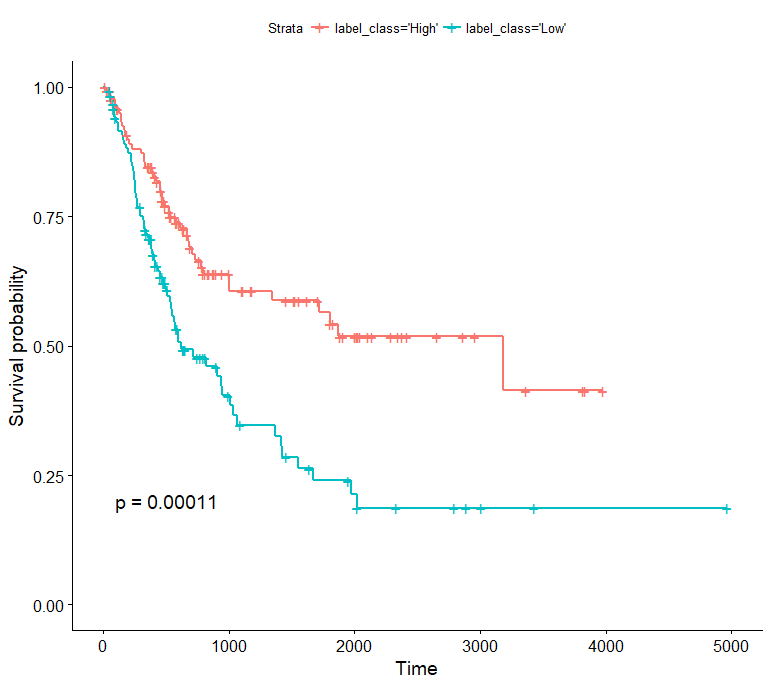 Strata label_class='High' label_class='Low'
Survival probability
1.00
0.75
0.50
0.25
0.00
p = 0.00011
0 1000 2000 3000 4000 5000
Time